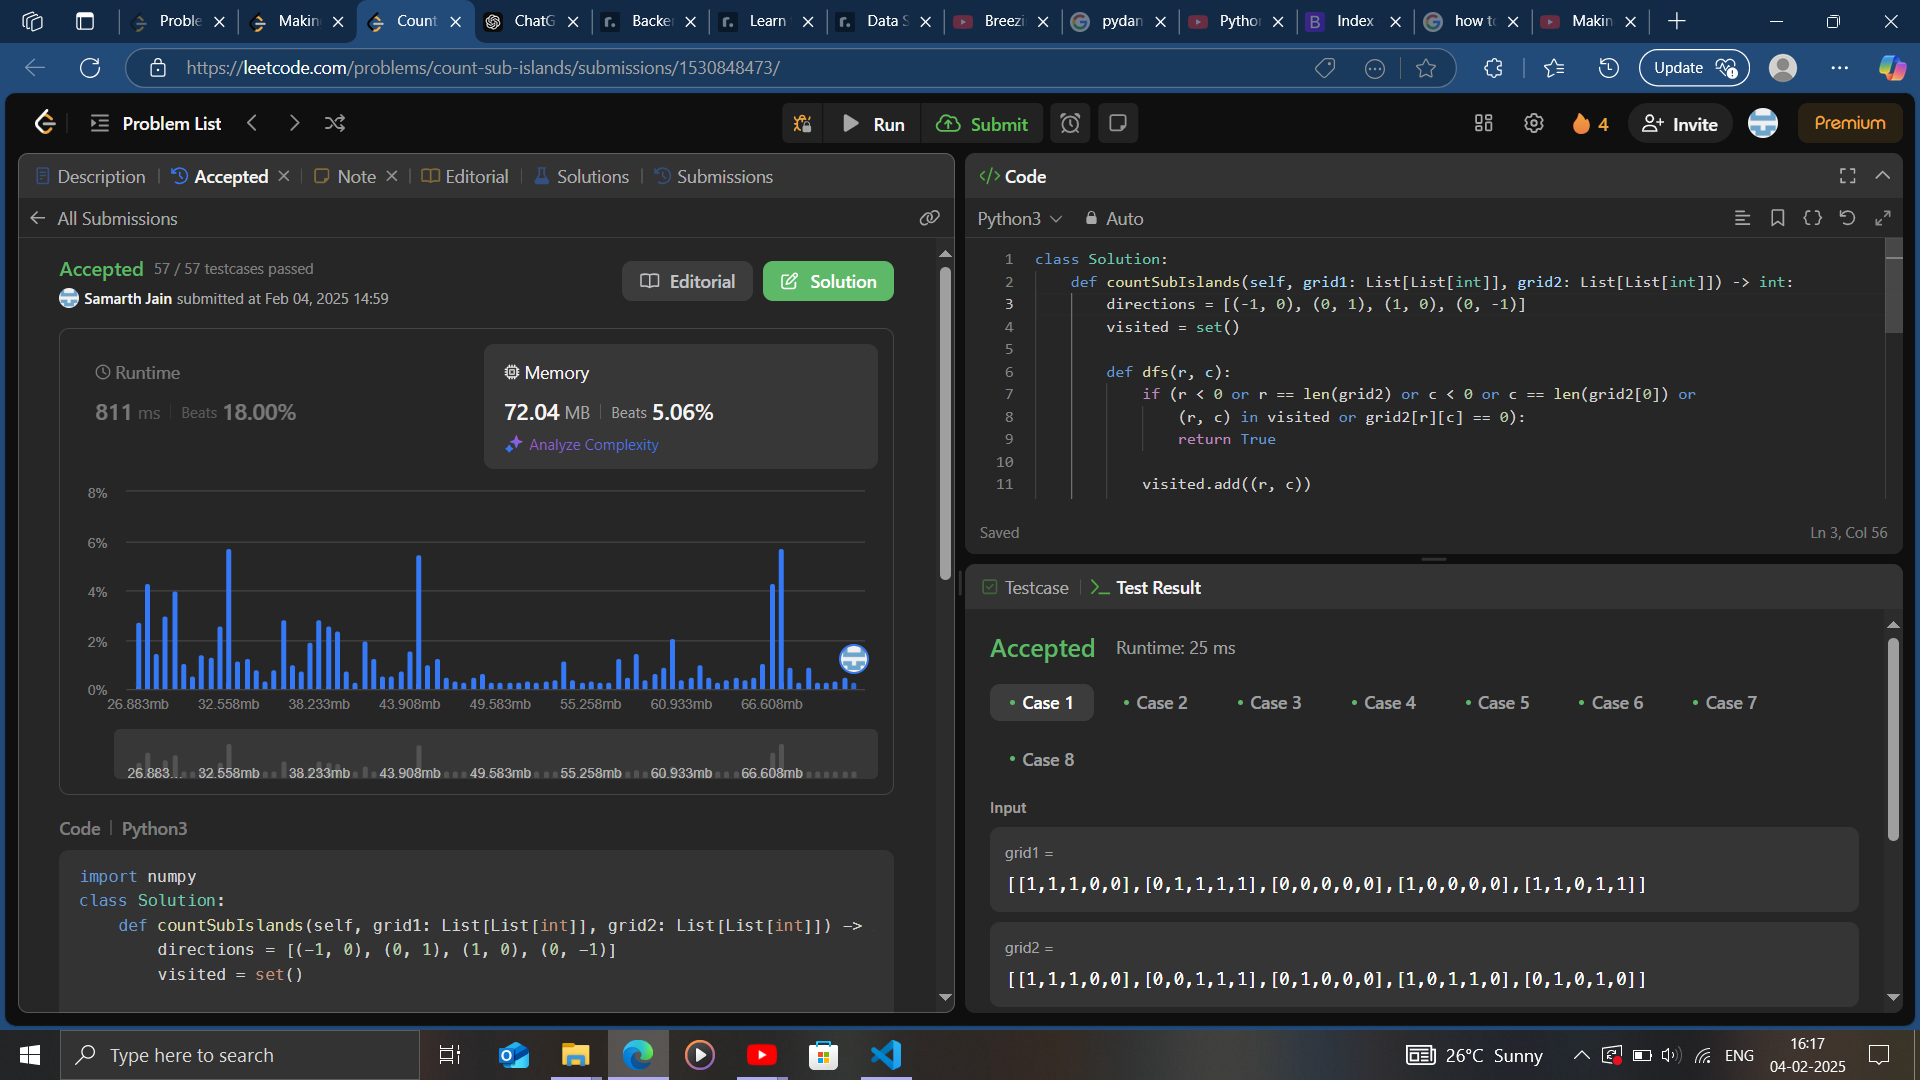 Proble
Makin
Count
ChatG
Backe
Learn
Data S
Breezi
pydan
Pythor
Index
how to
Makin
https://leetcode.com/problems/count-sub-islands/submissions/1530848473/
Update
Problem List
Run
Submit
4
Invite
Premium
Description
Accepted
Note
Editorial
Solutions
Submissions
All Submissions
Accepted 57 / 57 testcases passed
Samarth Jain submitted at Feb 04, 2025 14:59
Editorial
Solution
Runtime
811 ms | Beats 18.00%
Memory
72.04 MB | Beats 5.06%
Analyze Complexity
8%
6%
4%
2%
0%
26.883mb 32.558mb 38.233mb 43.908mb 49.583mb 55.258mb 60.933mb 66.608mb
26.883... 32.558mb 38.233mb 43.908mb 49.583mb 55.258mb 60.933mb 66.608mb
Code | Python3
import numpy
class Solution:
    def countSubIslands(self, grid1: List[List[int]], grid2: List[List[int]]) ->
        directions = [(-1, 0), (0, 1), (1, 0), (0, -1)]
        visited = set()
</> Code
Python3
Auto
1 class Solution:
2     def countSubIslands(self, grid1: List[List[int]], grid2: List[List[int]]) -> int:
3         directions = [(-1, 0), (0, 1), (1, 0), (0, -1)]
4         visited = set()
5
6         def dfs(r, c):
7             if (r < 0 or r == len(grid2) or c < 0 or c == len(grid2[0]) or
8                 (r, c) in visited or grid2[r][c] == 0):
9                 return True
10
11             visited.add((r, c))
Saved
Ln 3, Col 56
Testcase
Test Result
Accepted Runtime: 25 ms
Case 1
Case 2
Case 3
Case 4
Case 5
Case 6
Case 7
Case 8
Input
grid1 =
[[1,1,1,0,0],[0,1,1,1,1],[0,0,0,0,0],[1,0,0,0,0],[1,1,0,1,1]]
grid2 =
[[1,1,1,0,0],[0,0,1,1,1],[0,1,0,0,0],[1,0,1,1,0],[0,1,0,1,0]]
Type here to search
26°C Sunny
ENG
16:17
04-02-2025